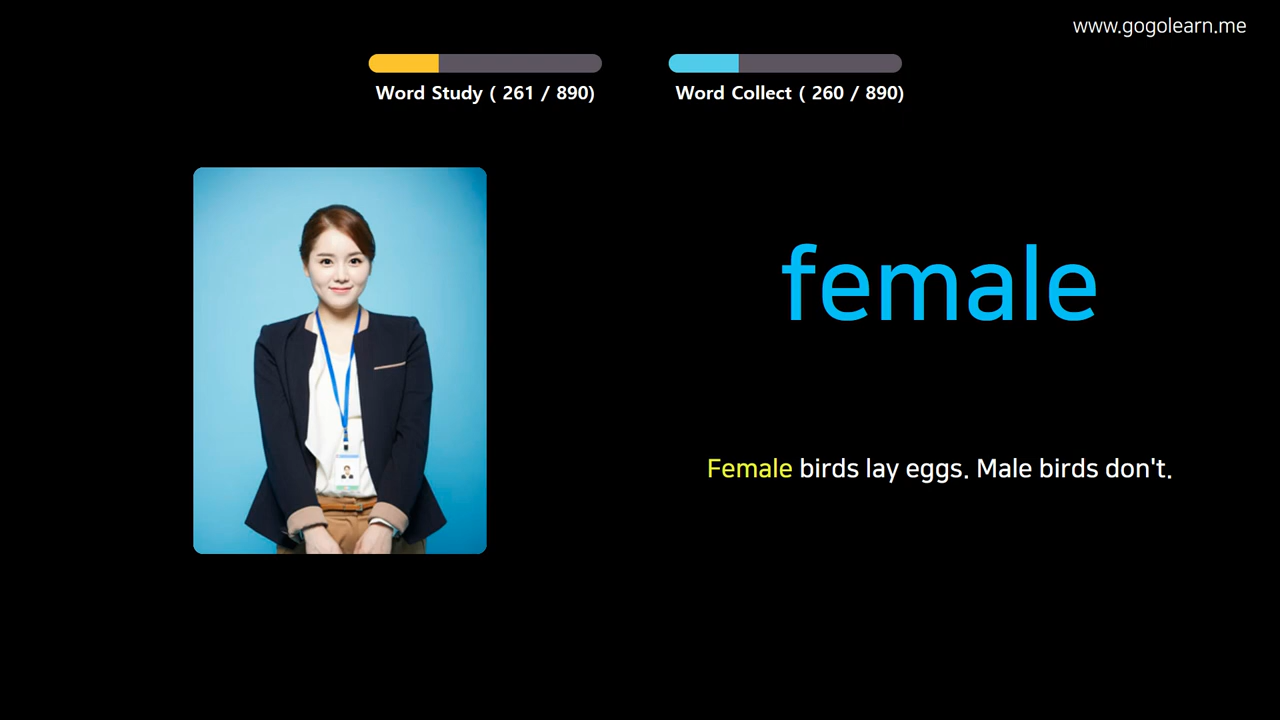 www.gogolearn.me
Word Study ( 261 / 890)
Word Collect ( 260 / 890)
female
Female birds lay eggs. Male birds don't.